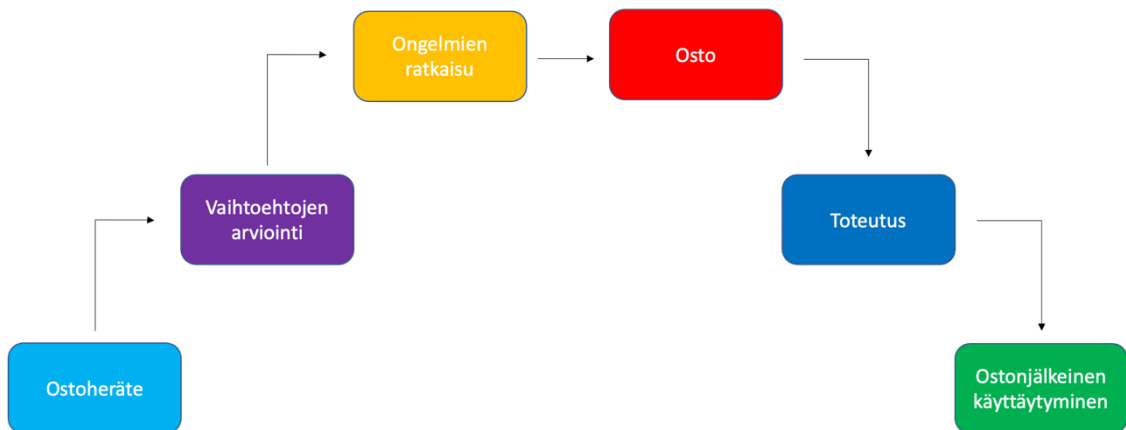 Ongelmien
ratkaisu
Osto
Vaihtoehtojen
arviointi
Toteutus
Ostoheräte
Ostonjälkeinen
käyttäytyminen